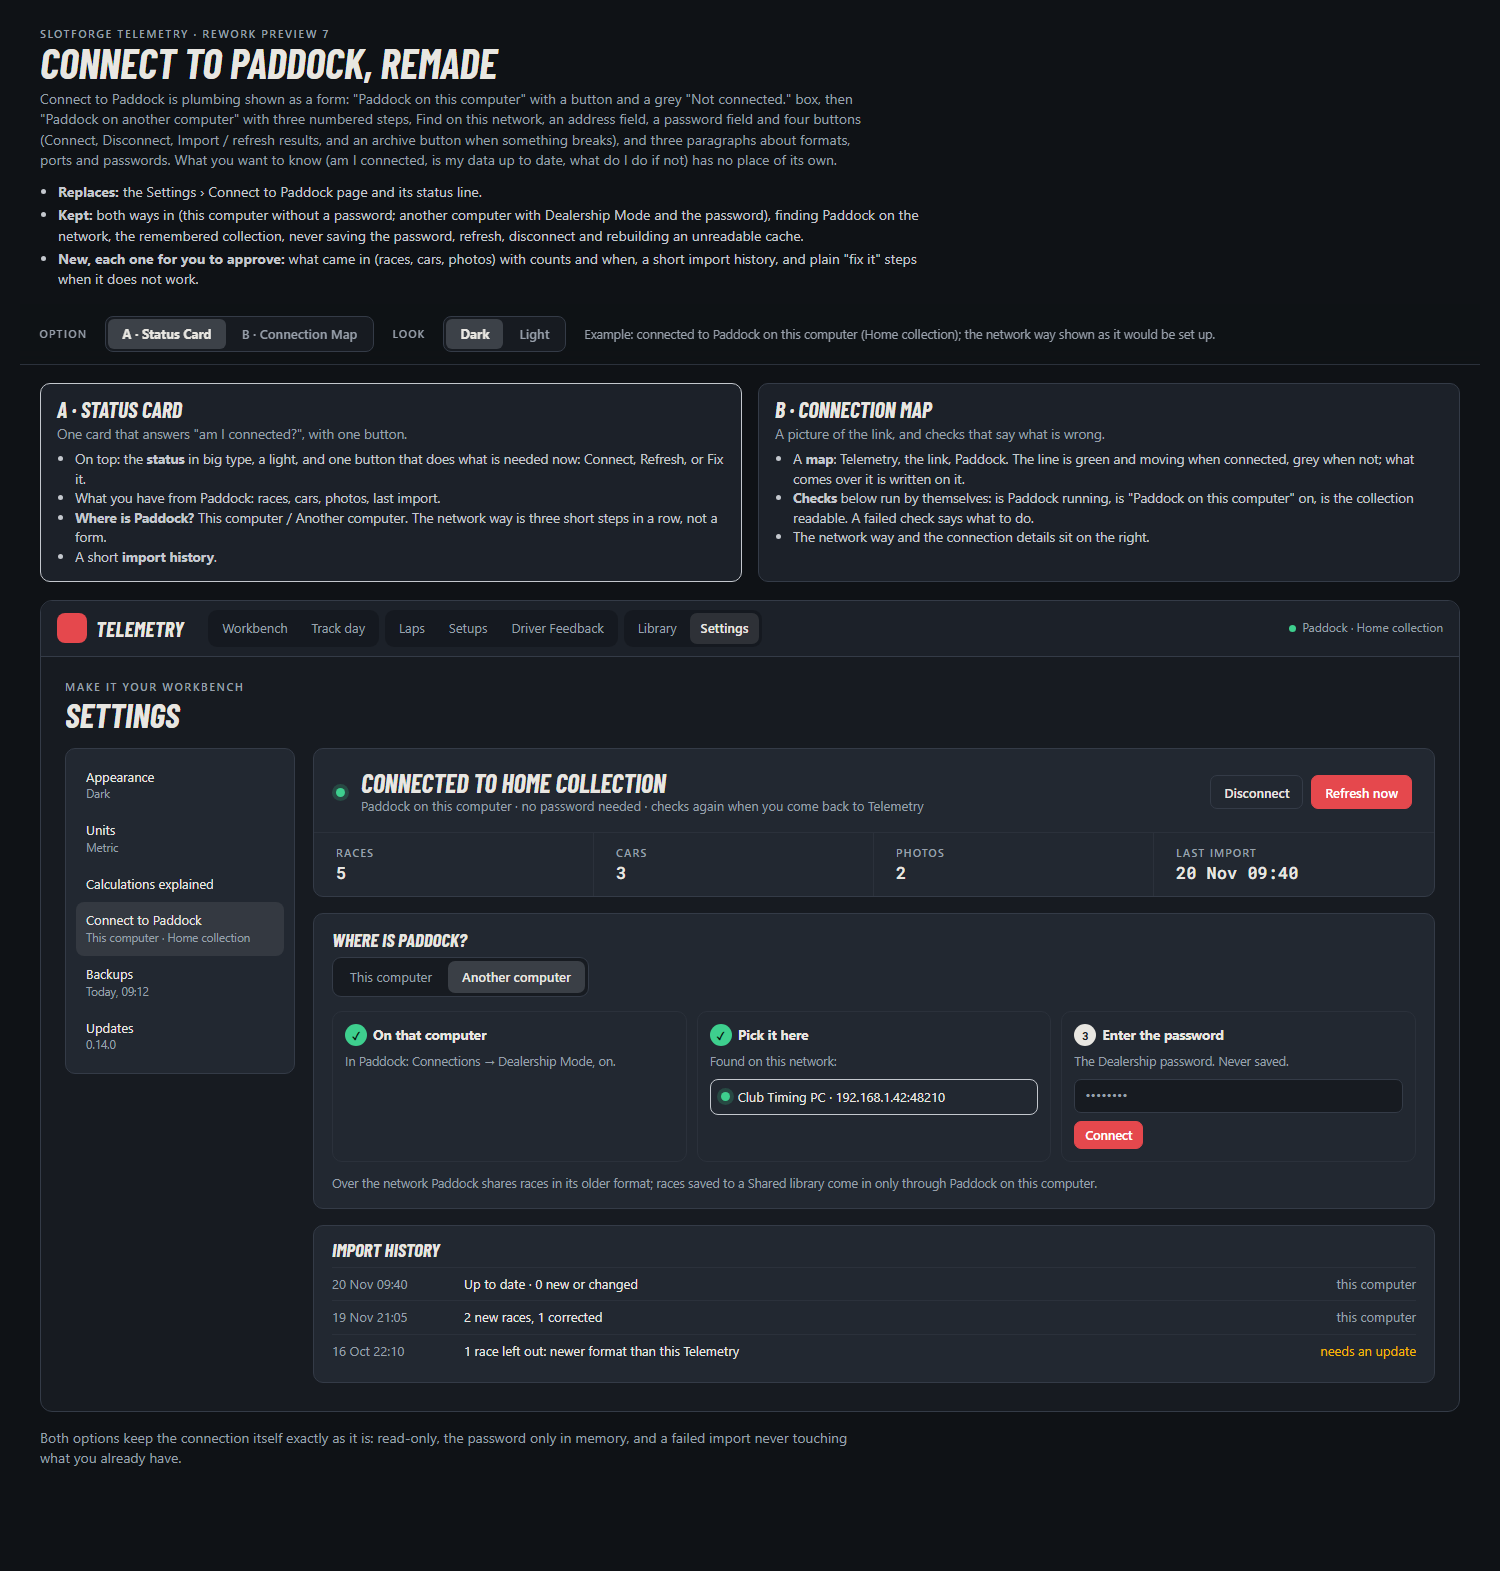 SLOTFORGE TELEMETRY · REWORK PREVIEW 7
CONNECT TO PADDOCK, REMADE
Connect to Paddock is plumbing shown as a form: "Paddock on this computer" with a button and a grey "Not connected." box, then
"Paddock on another computer" with three numbered steps, Find on this network, an address field, a password field and four buttons
(Connect, Disconnect, Import / refresh results, and an archive button when something breaks), and three paragraphs about formats,
ports and passwords. What you want to know (am I connected, is my data up to date, what do I do if not) has no place of its own.
• Replaces: the Settings › Connect to Paddock page and its status line.
• Kept: both ways in (this computer without a password; another computer with Dealership Mode and the password), finding Paddock on the
network, the remembered collection, never saving the password, refresh, disconnect and rebuilding an unreadable cache.
• New, each one for you to approve: what came in (races, cars, photos) with counts and when, a short import history, and plain "fix it" steps
when it does not work.
OPTION A · Status Card B · Connection Map LOOK Dark Light Example: connected to Paddock on this computer (Home collection); the network way shown as it would be set up.
A · STATUS CARD
One card that answers "am I connected?", with one button.
• On top: the status in big type, a light, and one button that does what is needed now: Connect, Refresh, or Fix
it.
• What you have from Paddock: races, cars, photos, last import.
• Where is Paddock? This computer / Another computer. The network way is three short steps in a row, not a
form.
• A short import history.
B · CONNECTION MAP
A picture of the link, and checks that say what is wrong.
• A map: Telemetry, the link, Paddock. The line is green and moving when connected, grey when not; what
comes over it is written on it.
• Checks below run by themselves: is Paddock running, is "Paddock on this computer" on, is the collection
readable. A failed check says what to do.
• The network way and the connection details sit on the right.
TELEMETRY Workbench Track day Laps Setups Driver Feedback Library Settings Paddock · Home collection
MAKE IT YOUR WORKBENCH
SETTINGS
Appearance
Dark
Units
Metric
Calculations explained
Connect to Paddock
This computer · Home collection
Backups
Today, 09:12
Updates
0.14.0
CONNECTED TO HOME COLLECTION
Paddock on this computer · no password needed · checks again when you come back to Telemetry
Disconnect Refresh now
RACES CARS PHOTOS LAST IMPORT
5 3 2 20 Nov 09:40
WHERE IS PADDOCK?
This computer Another computer
✓ On that computer
In Paddock: Connections → Dealership Mode, on.
✓ Pick it here
Found on this network:
Club Timing PC · 192.168.1.42:48210
3 Enter the password
The Dealership password. Never saved.
••••••••
Connect
Over the network Paddock shares races in its older format; races saved to a Shared library come in only through Paddock on this computer.
IMPORT HISTORY
20 Nov 09:40 Up to date · 0 new or changed this computer
19 Nov 21:05 2 new races, 1 corrected this computer
16 Oct 22:10 1 race left out: newer format than this Telemetry needs an update
Both options keep the connection itself exactly as it is: read-only, the password only in memory, and a failed import never touching
what you already have.